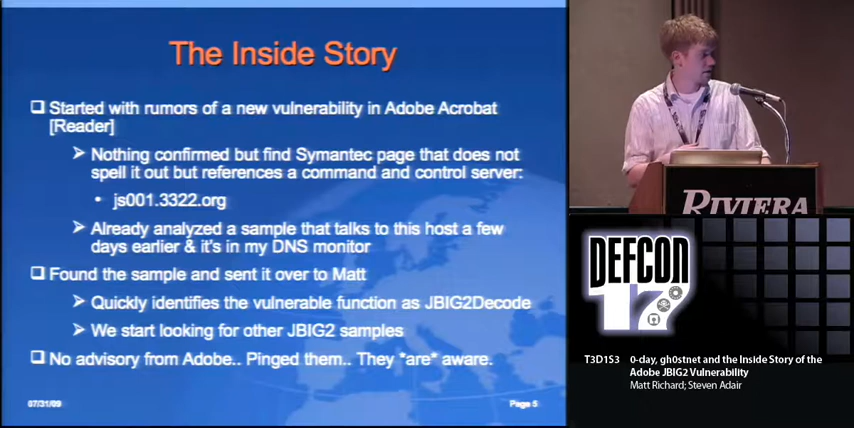 The Inside Story
❑ Started with rumors of a new vulnerability in Adobe Acrobat
[Reader]
➢ Nothing confirmed but find Symantec page that does not
spell it out but references a command and control server:
• js001.3322.org
➢ Already analyzed a sample that talks to this host a few
days earlier & it's in my DNS monitor
❑ Found the sample and sent it over to Matt
➢ Quickly identifies the vulnerable function as JBIG2Decode
➢ We start looking for other JBIG2 samples
❑ No advisory from Adobe.. Pinged them.. They *are* aware.
07/31/09
Page 5
RIVIERA
DEFCON
17
T3D1S3 0-day, gh0stnet and the Inside Story of the
Adobe JBIG2 Vulnerability
Matt Richard; Steven Adair